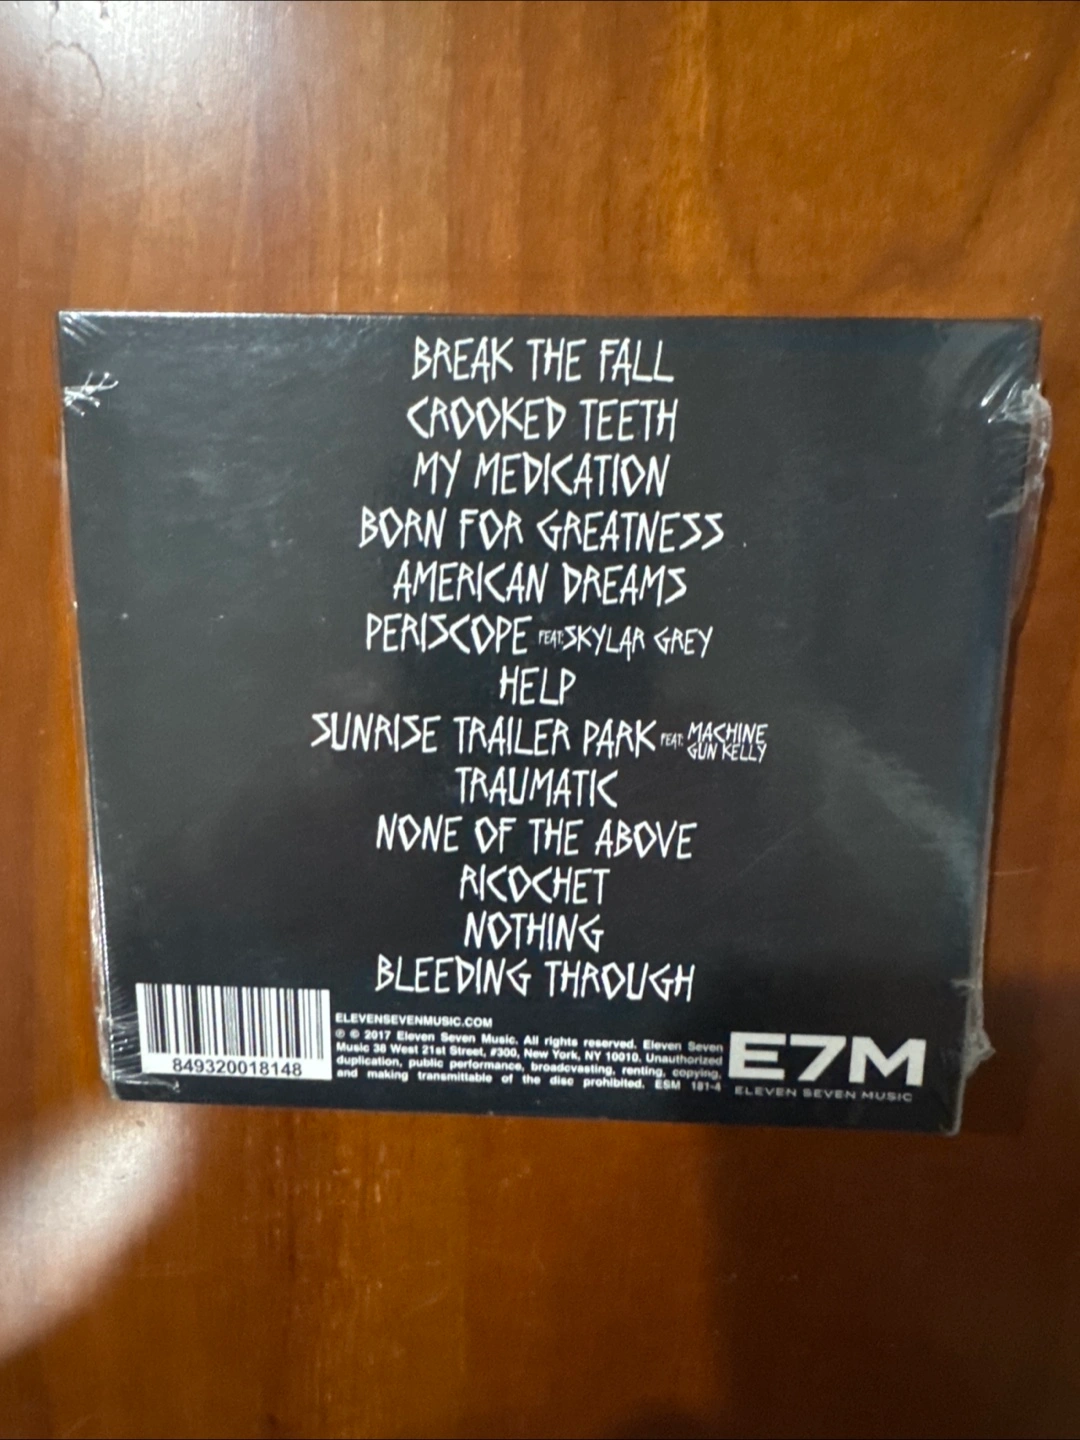 BREAK THE FALL
CROOKED TEETH
MY MEDICATION
BORN FOR GREATNESS
AMERICAN DREAMS
PERISCOPE FEAT: SKYLAR GREY
HELP
SUNRISE TRAILER PARK FEAT: MACHINE GUN KELLY
TRAUMATIC
NONE OF THE ABOVE
RICOCHET
NOTHING
BLEEDING THROUGH
849320018148
ELEVENSEVENMUSIC.COM
℗ © 2017 Eleven Seven Music. All rights reserved. Eleven Seven
Music 38 West 21st Street, #300, New York, NY 10010. Unauthorized
duplication, public performance, broadcasting, renting, copying,
and making transmittable of the disc prohibited. ESM 181-4
E7M
ELEVEN SEVEN MUSIC